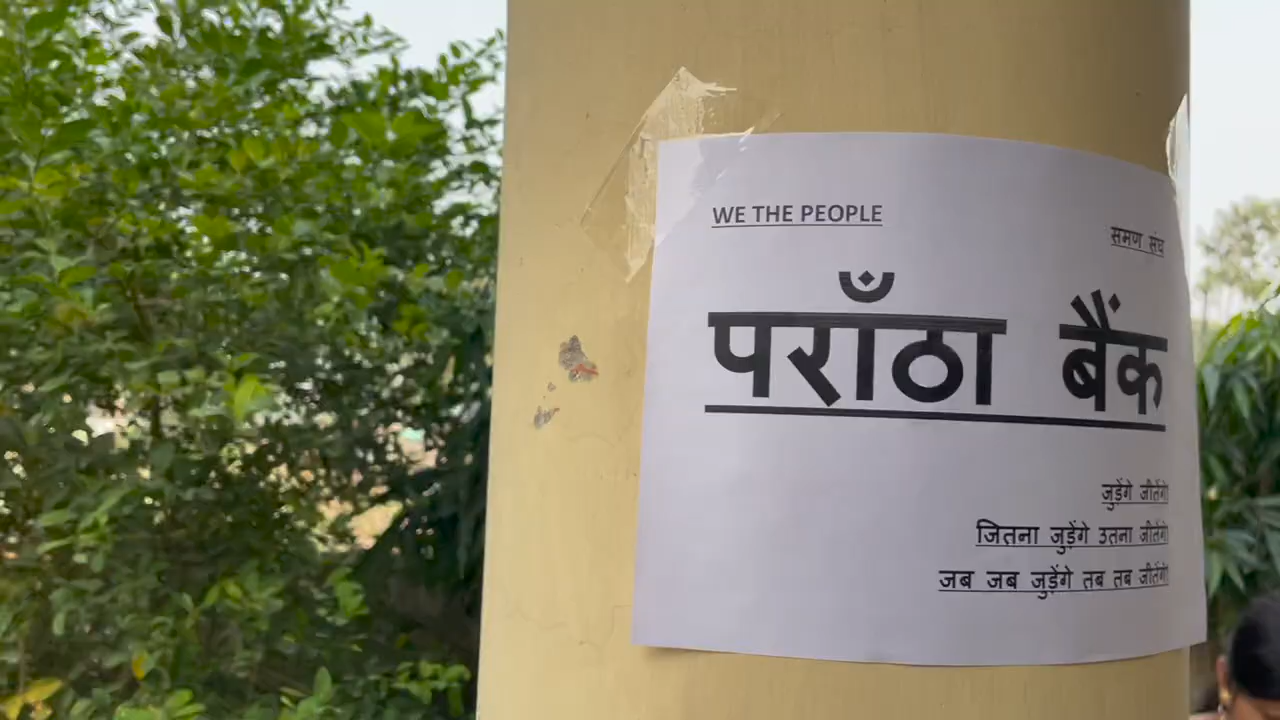 WE THE PEOPLE
समण संघ
पराँठा बैंक
जुड़ेंगे जीतेंगे
जितना जुड़ेंगे उतना जीतेंगे
जब जब जुड़ेंगे तब तब जीतेंगे